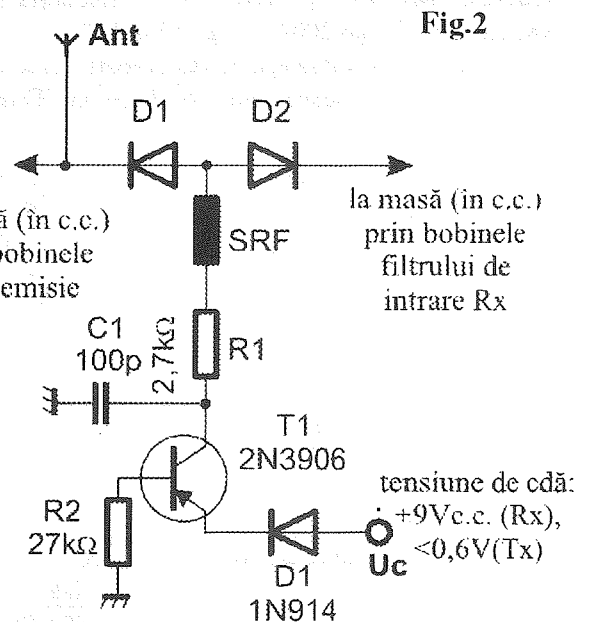 Fig.2
Ant
D1
D2
ă (în c.c.)
bobinele
emisie
SRF
la masă (in c.c.)
prin bobinele
filtrului de
intrare Rx
C1
100p
2,7kΩ
R1
T1
2N3906
R2
27kΩ
tensiune de cdă:
+9Vc.c. (Rx),
<0,6V(Tx)
Uc
D1
1N914